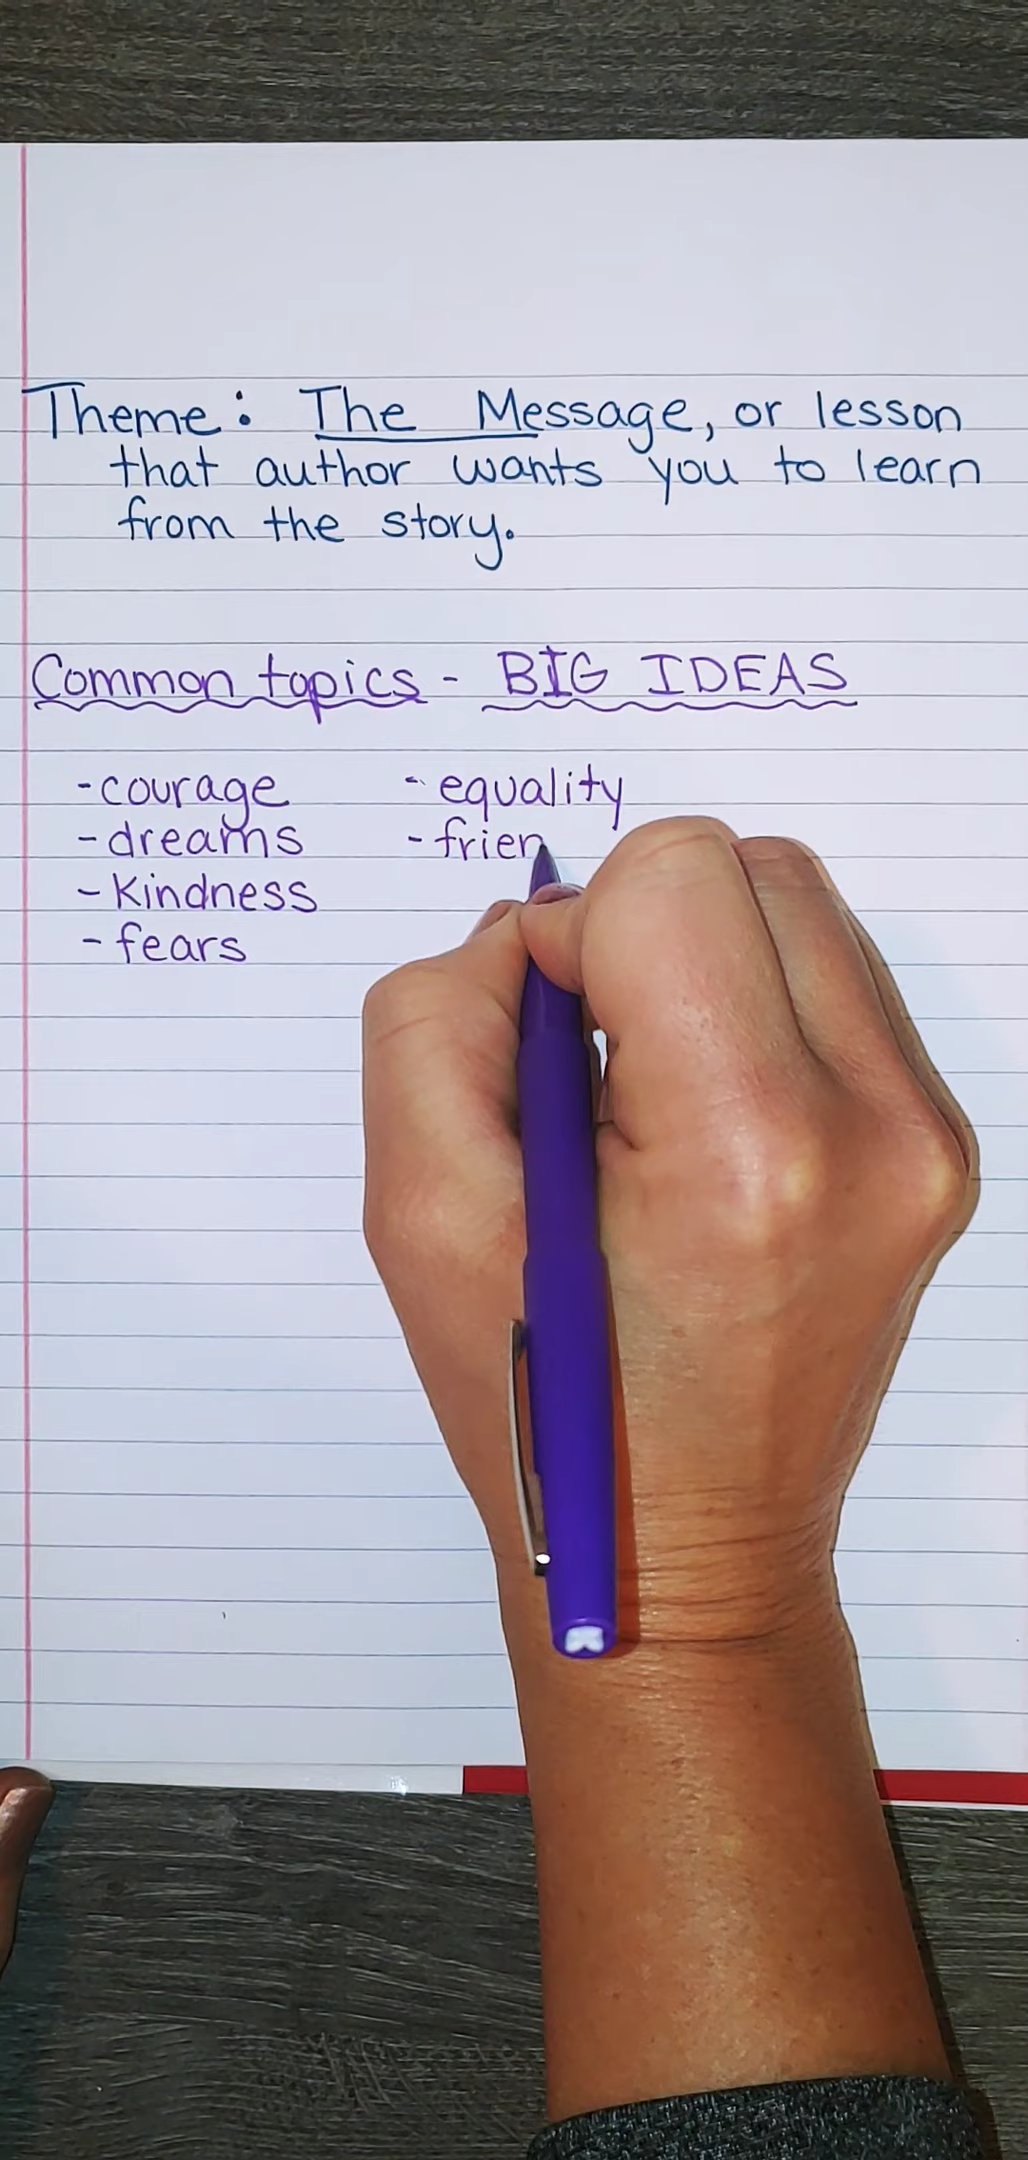 Theme: The Message, or lesson
that author wants you to learn
from the story.
Common topics - BIG IDEAS
-courage
-dreams
-Kindness
-fears
- equality
-frien